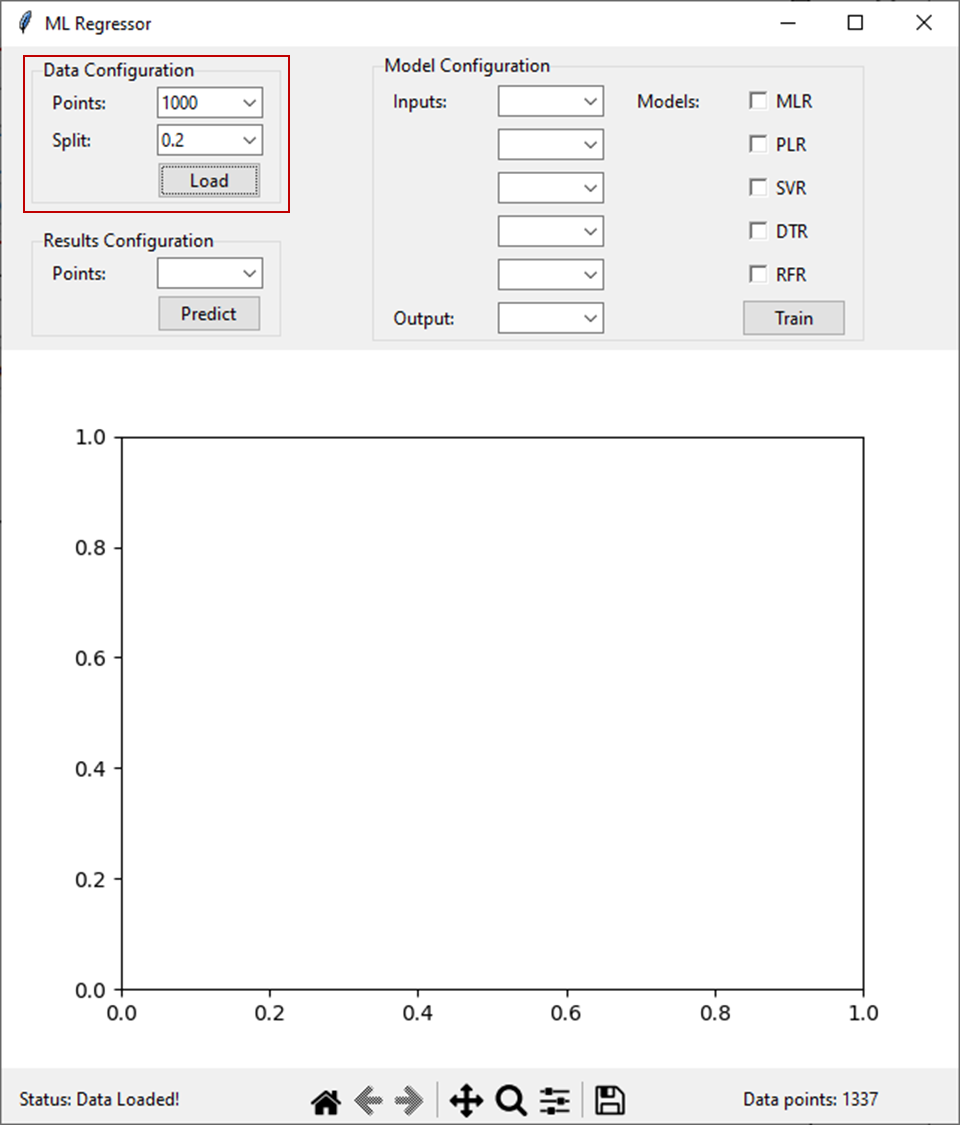 ML Regressor
Data Configuration
Points: 1000
Split: 0.2
Load
Results Configuration
Points:
Predict
Model Configuration
Inputs: Models: MLR
PLR
SVR
DTR
RFR
Output: Train
1.0
0.8
0.6
0.4
0.2
0.0
0.0 0.2 0.4 0.6 0.8 1.0
Status: Data Loaded! Data points: 1337